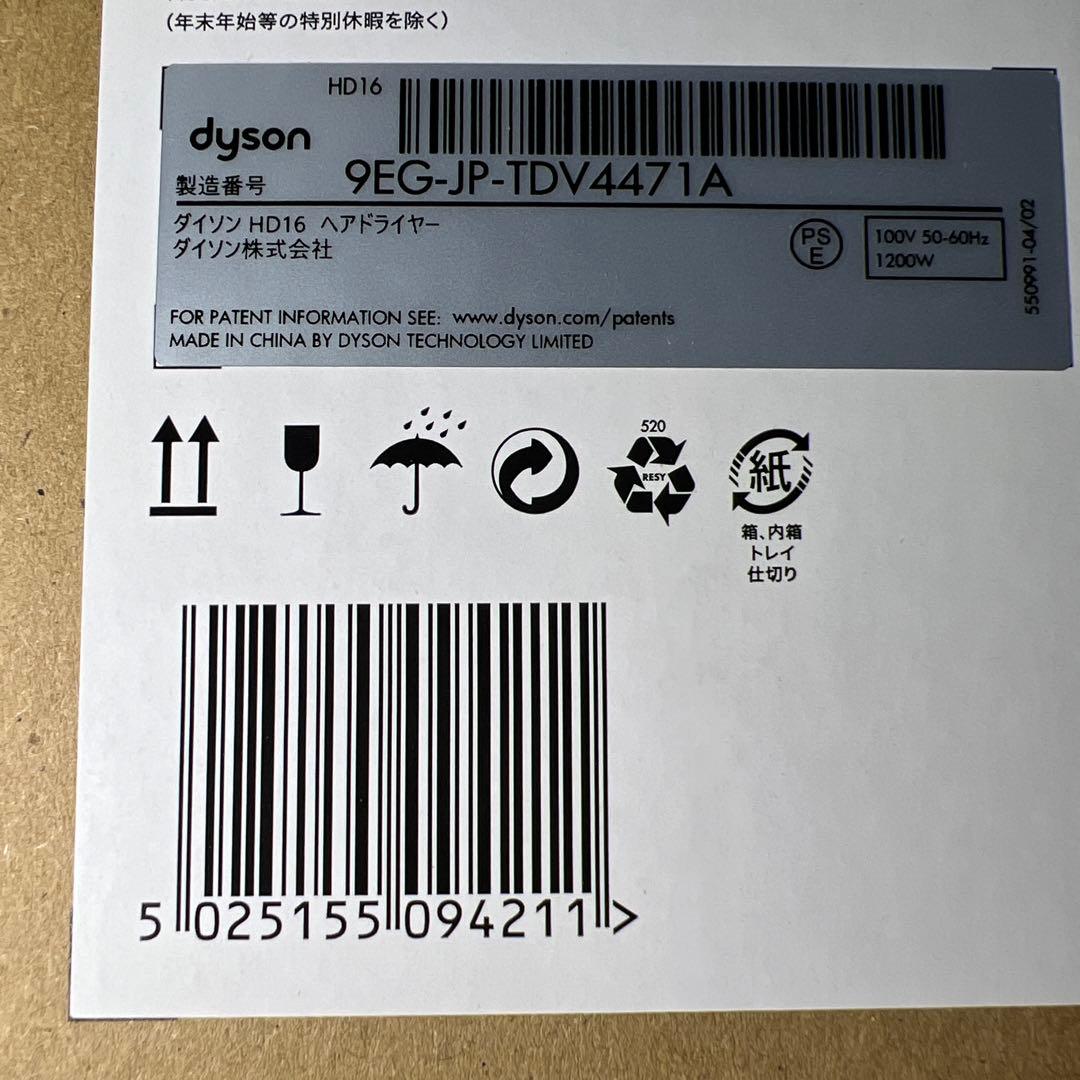 (年末年始等の特別休暇を除く)
HD16
dyson
製造番号 9EG-JP-TDV4471A
ダイソン HD16 ヘアドライヤー
ダイソン株式会社
PS
E
100V 50-60Hz
1200W
550991-04/02
FOR PATENT INFORMATION SEE: www.dyson.com/patents
MADE IN CHINA BY DYSON TECHNOLOGY LIMITED
520
RESY
紙
箱、内箱
トレイ
仕切り
5 025155 094211 >